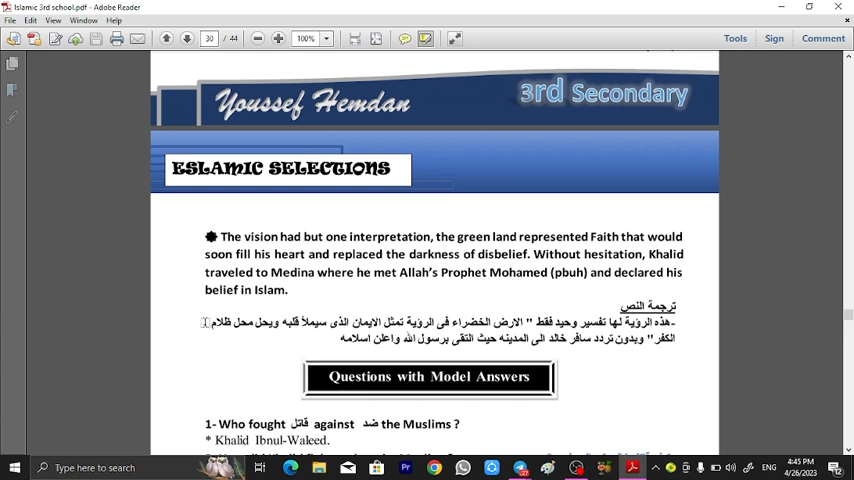 Islamic 3rd school.pdf - Adobe Reader
File Edit View Window Help
30 / 44 100% Tools Sign Comment
Youssef Hemdan 3rd Secondary
ESLAMIC SELECTIONS
The vision had but one interpretation, the green land represented Faith that would
soon fill his heart and replaced the darkness of disbelief. Without hesitation, Khalid
traveled to Medina where he met Allah's Prophet Mohamed (pbuh) and declared his
belief in Islam.
ترجمة النص
-هذه الرؤية لها تفسير وحيد فقط " الارض الخضراء فى الرؤية تمثل الايمان الذى سيملأ قلبه ويحل محل ظلام
الكفر" وبدون تردد سافر خالد الى المدينه حيث التقى برسول الله واعلن اسلامه
Questions with Model Answers
1- Who fought قاتل against ضد the Muslims ?
* Khalid Ibnul-Waleed.
Type here to search
ENG
4:45 PM
4/26/2023